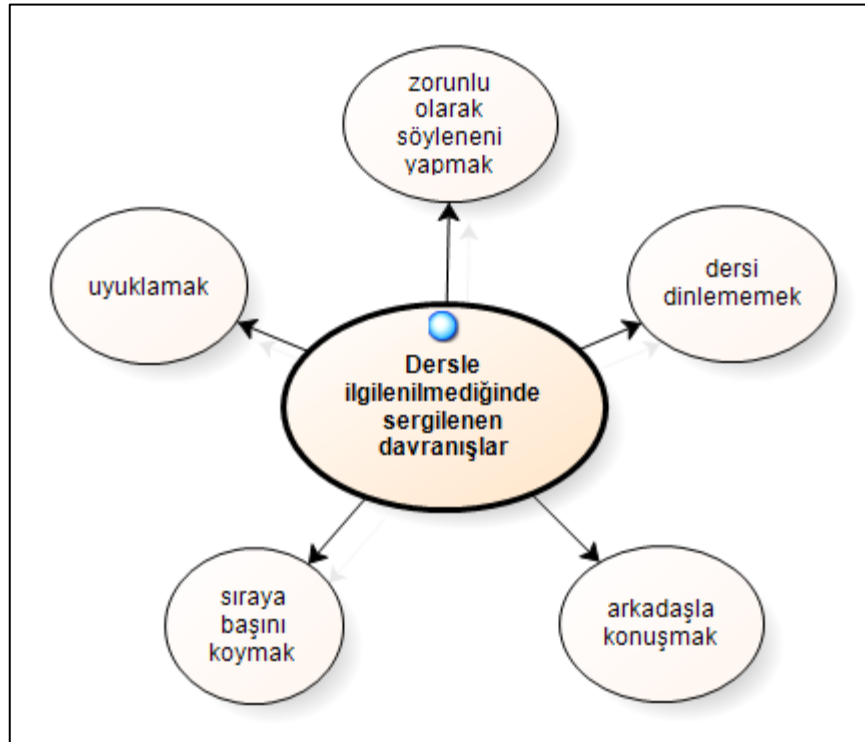 zorunlu
olarak
söyleneni
yapmak
uyuklamak
dersi
dinlememek
Dersle
ilgilenilmediğinde
sergilenen
davranışlar
sıraya
başını
koymak
arkadaşla
konuşmak